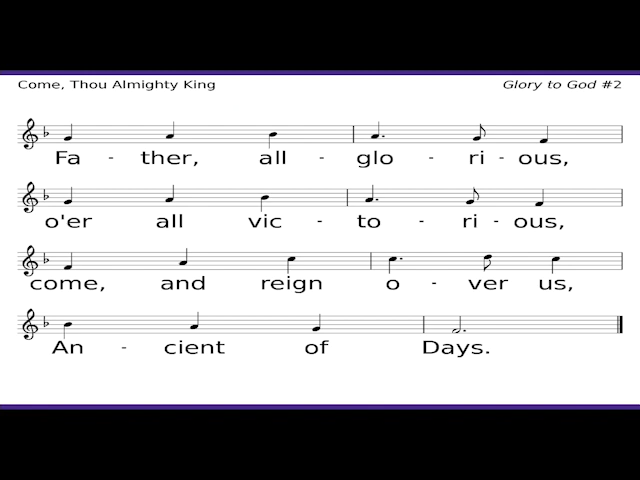 Come, Thou Almighty King Glory to God #2
Fa - ther, all - glo - ri - ous,
o'er all vic - to - ri - ous,
come, and reign o - ver us,
An - cient of Days.